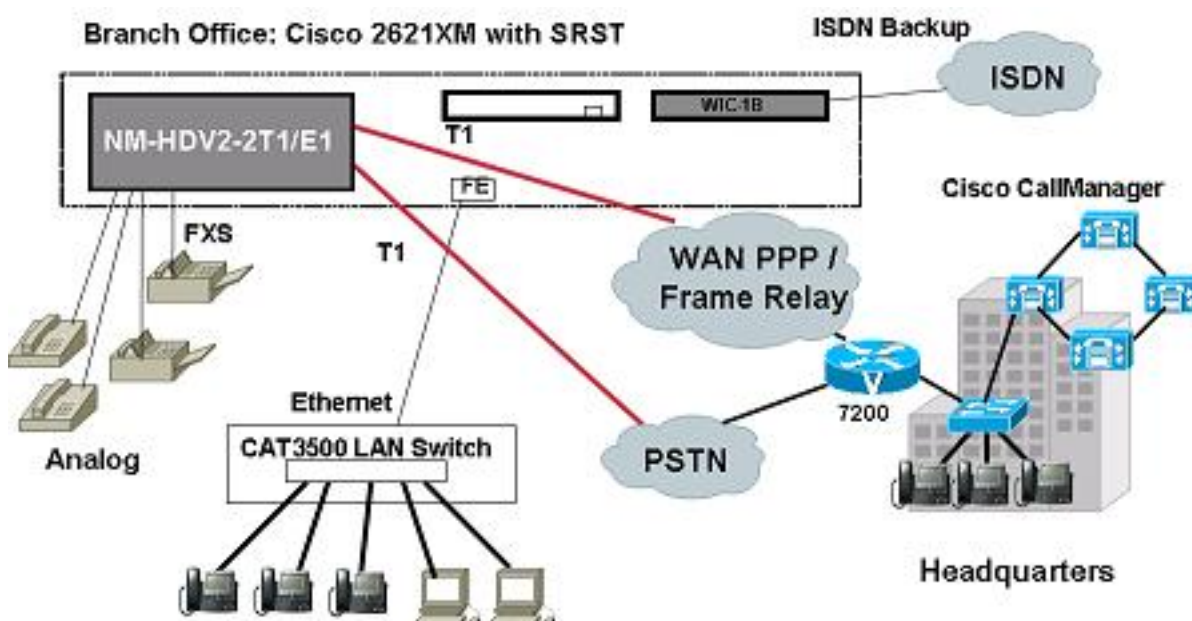 Branch Office: Cisco 2621XM with SRST
ISDN Backup
ISDN
NM-HDV2-2T1/E1
T1
WIC-1B
FE
Cisco CallManager
FXS
T1
WAN PPP /
Frame Relay
Ethernet
7200
CAT3500 LAN Switch
PSTN
Analog
Headquarters
V